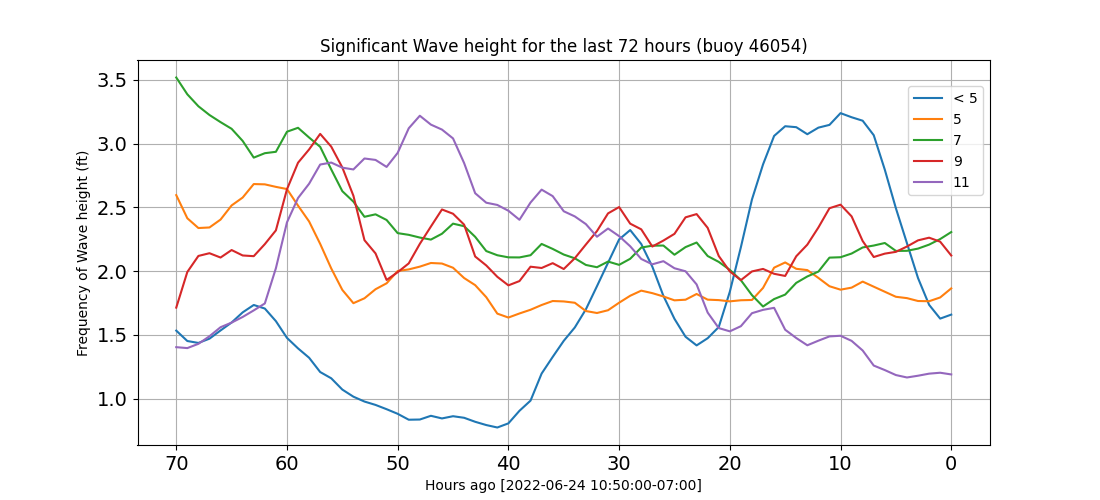 Significant Wave height for the last 72 hours (buoy 46054)
Frequency of Wave height (ft)
3.5
3.0
2.5
2.0
1.5
1.0
< 5
5
7
9
11
70 60 50 40 30 20 10 0
Hours ago [2022-06-24 10:50:00-07:00]